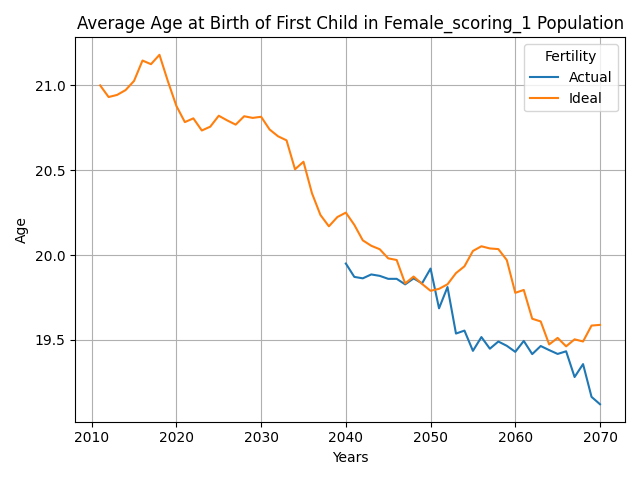 Average Age at Birth of First Child in Female_scoring_1 Population
Fertility
Actual
Ideal
Age
21.0
20.5
20.0
19.5
2010 2020 2030 2040 2050 2060 2070
Years